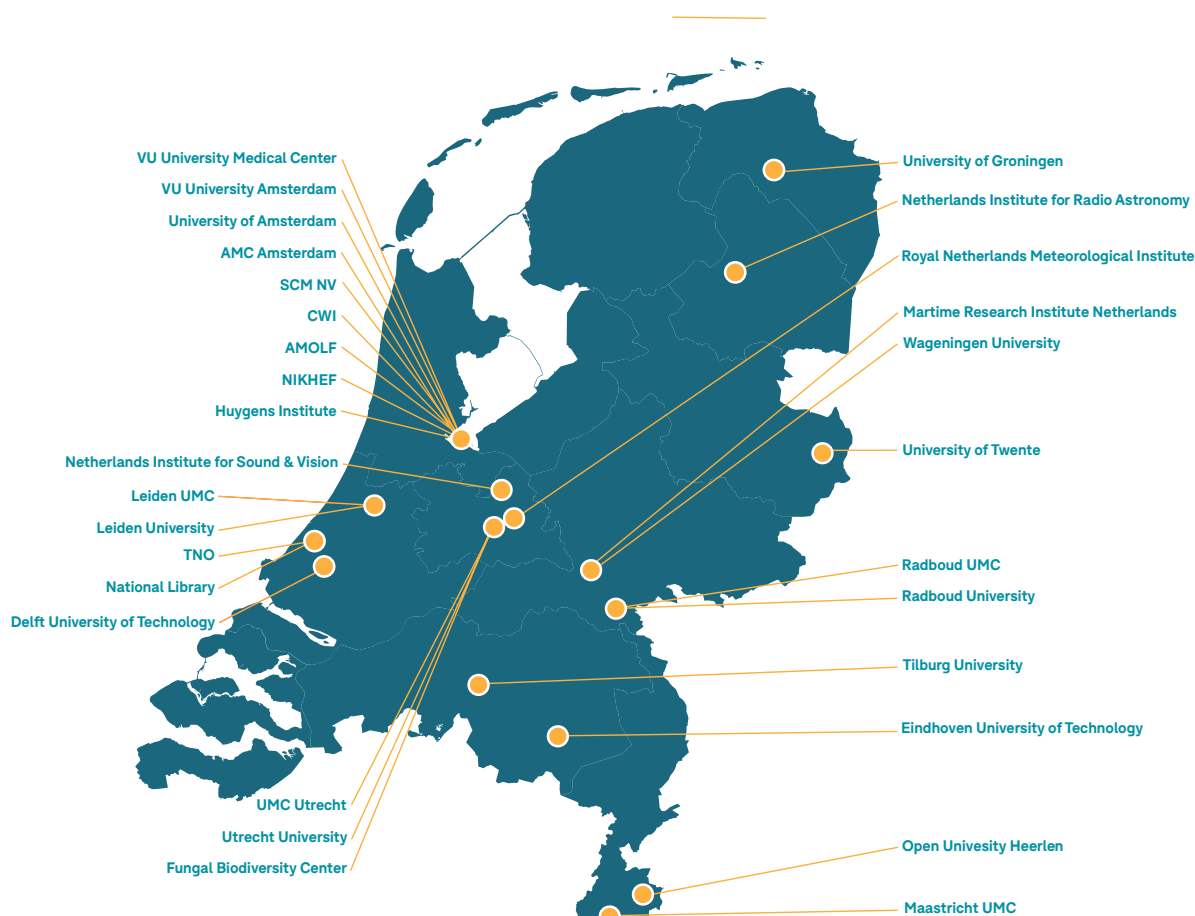 VU University Medical Center
VU University Amsterdam
University of Amsterdam
AMC Amsterdam
SCM NV
CWI
AMOLF
NIKHEF
Huygens Institute
Netherlands Institute for Sound & Vision
Leiden UMC
Leiden University
TNO
National Library
Delft University of Technology
UMC Utrecht
Utrecht University
Fungal Biodiversity Center
University of Groningen
Netherlands Institute for Radio Astronomy
Royal Netherlands Meteorological Institute
Martime Research Institute Netherlands
Wageningen University
University of Twente
Radboud UMC
Radboud University
Tilburg University
Eindhoven University of Technology
Open Univesity Heerlen
Maastricht UMC